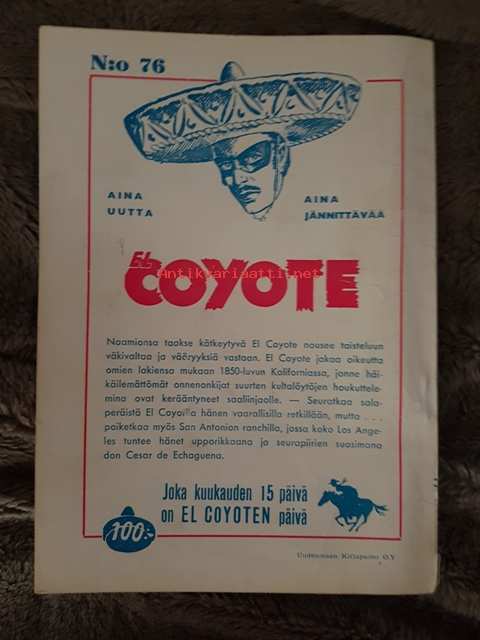 N:o 76
AINA
UUTTA
AINA
JÄNNITTÄVÄÄ
EL
COYOTE
Antikvariaatti.net
Naamionsa taakse kätkeytyvä El Coyote nousee taisteluun
väkivaltaa ja vääryyksiä vastaan. El Coyote jakaa oikeutta
omien lakiensa mukaan 1850-luvun Kaliforniassa, jonne häi-
käilemättömät onnenonkijat suurten kultalöytöjen houkuttele-
mina ovat kerääntyneet saaliinjaolle. — Seuratkaa sala-
peräistä El Coyotia hänen vaarallisilla retkillään, mutta . . .
poiketkaa myös San Antonion ranchilla, jossa koko Los Ange-
les tuntee hänet upporikkaana ja seurapiirien suosimana
don Cesar de Echaguena.
Joka kuukauden 15 päivä
on EL COYOTEN päivä
100:-
Uudenmaan Kirjapaino O.Y